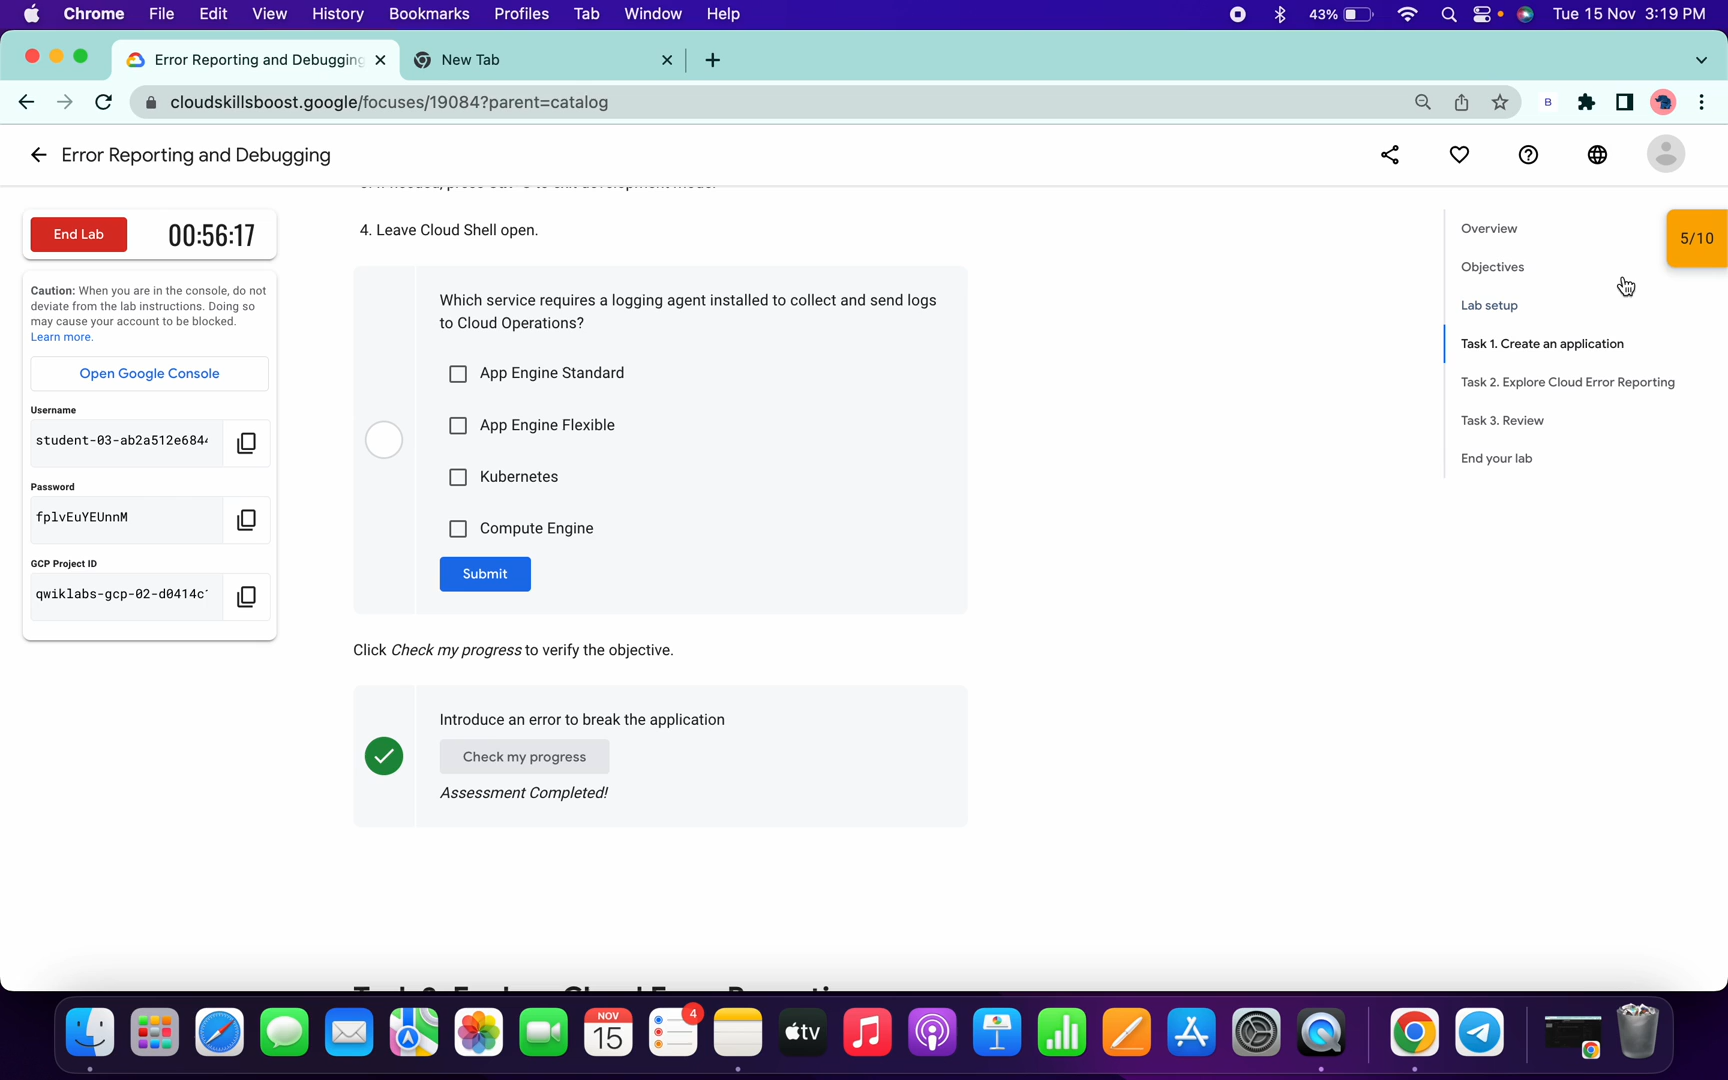 Chrome File Edit View History Bookmarks Profiles Tab Window Help 43% Tue 15 Nov 3:19 PM
Error Reporting and Debugging New Tab
cloudskillsboost.google/focuses/19084?parent=catalog B
Error Reporting and Debugging
4. Leave Cloud Shell open.
End Lab 00:56:17
Caution: When you are in the console, do not
deviate from the lab instructions. Doing so
may cause your account to be blocked.
Learn more.
Open Google Console
Username
student-03-ab2a512e684
Password
fplvEuYEUnnM
GCP Project ID
qwiklabs-gcp-02-d0414c
Which service requires a logging agent installed to collect and send logs
to Cloud Operations?
App Engine Standard
App Engine Flexible
Kubernetes
Compute Engine
Submit
Click Check my progress to verify the objective.
Introduce an error to break the application
Check my progress
Assessment Completed!
Overview
Objectives
Lab setup
Task 1. Create an application
Task 2. Explore Cloud Error Reporting
Task 3. Review
End your lab
5/10
NOV
15
4
tv